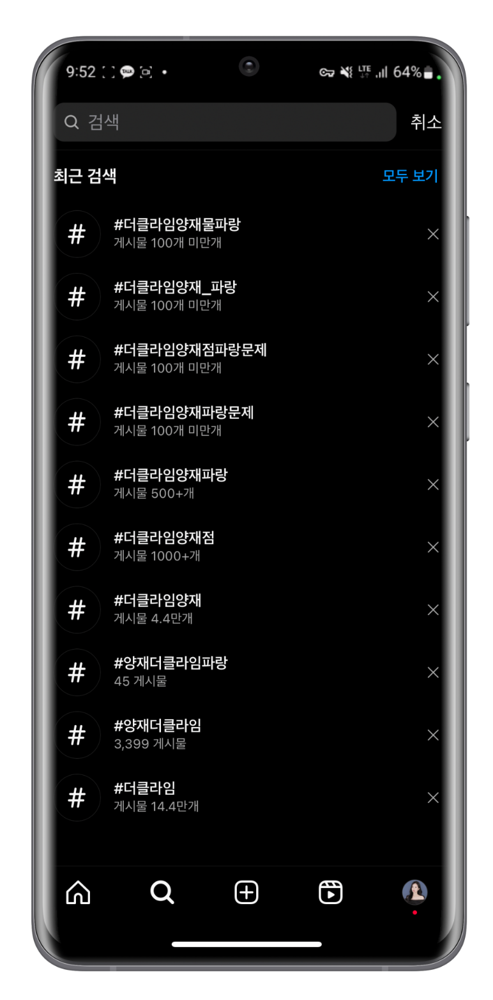 9:52
TALK
LTE
64%
검색
취소
최근 검색
모두 보기
#더클라임양재물파랑
게시물 100개 미만개
#더클라임양재_파랑
게시물 100개 미만개
#더클라임양재점파랑문제
게시물 100개 미만개
#더클라임양재파랑문제
게시물 100개 미만개
#더클라임양재파랑
게시물 500+개
#더클라임양재점
게시물 1000+개
#더클라임양재
게시물 4.4만개
#양재더클라임파랑
45 게시물
#양재더클라임
3,399 게시물
#더클라임
게시물 14.4만개